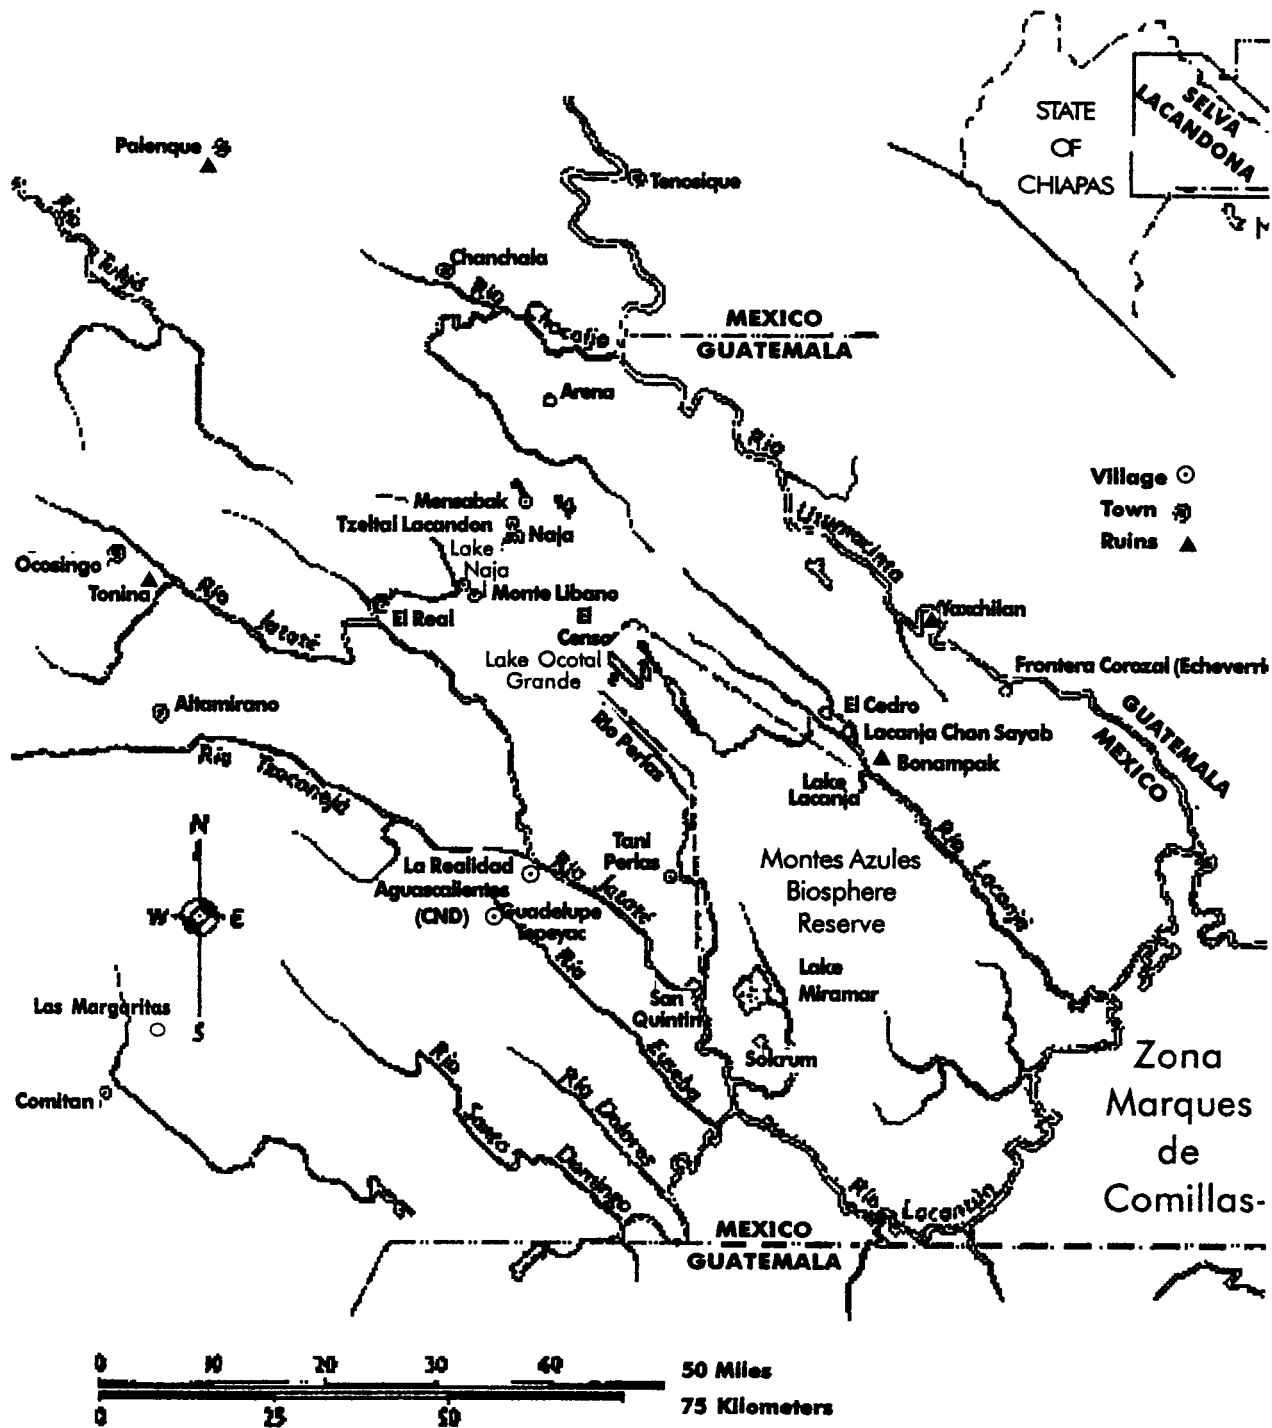 STATE
OF
CHIAPAS
SELVA
LACANDONA
Palenque
Tenosique
Río
Tulijá
Chanchala
Río
Chocalja
MEXICO
GUATEMALA
Arena
Río
Usumacinta
Village
Town
Ruins
Mensabak
Tzeltal Lacandon
Naja
Lake
Naja
Ocosingo
Tonina
Río
Jataté
El Real
Monte Libano
El
Censo
Lake Ocotal
Grande
Yaxchilan
Frontera Corozal (Echeverri
Altamirano
Río
Tzaconejá
Río Perlas
El Cedro
Lacanja Chan Sayab
Bonampak
Lake
Lacanja
GUATEMALA
MEXICO
N
W
E
S
La Realidad
Aguascalientes
(CND)
Guadelupe
Tepeyac
Río
Jataté
Tani
Perlas
Montes Azules
Biosphere
Reserve
Río Lacanjá
Las Margaritas
San
Quintin
Lake
Miramar
Sokrum
Comitan
Río
Euseba
Río
Santo
Domingo
Río Dolores
Río
Lacantún
Zona
Marques
de
Comillas-
MEXICO
GUATEMALA
0 10 20 30 40 50 Miles
0 25 50 75 Kilometers